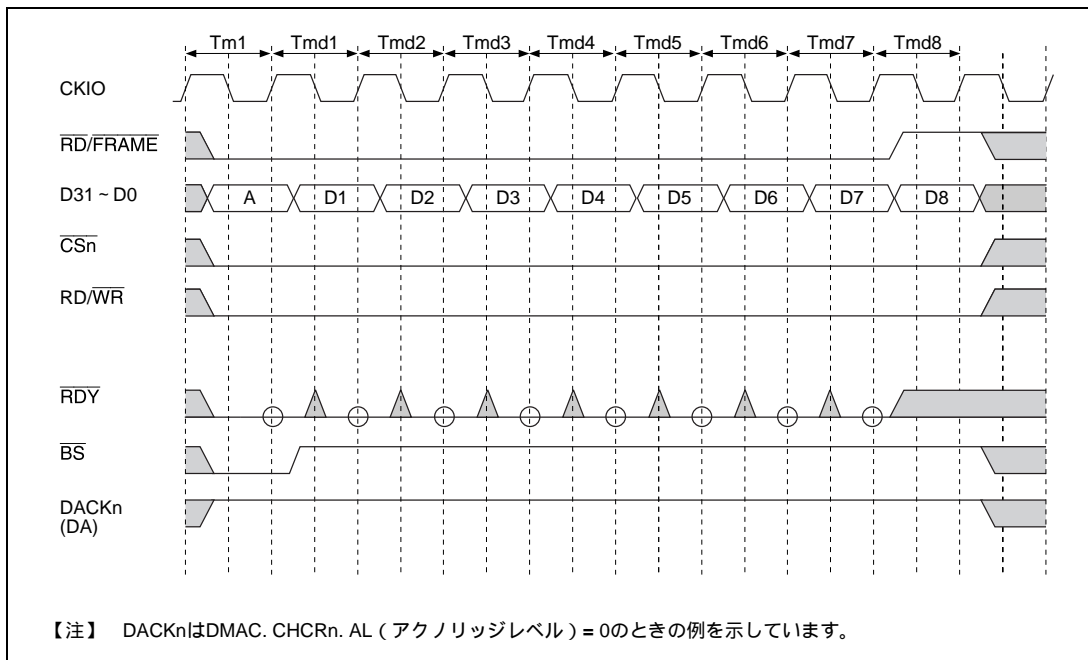 Tm1 Tmd1 Tmd2 Tmd3 Tmd4 Tmd5 Tmd6 Tmd7 Tmd8
CKIO
RD/FRAME
D31 ~ D0 A D1 D2 D3 D4 D5 D6 D7 D8
CSn
RD/WR
RDY
BS
DACKn
(DA)
【注】 DACKnはDMAC. CHCRn. AL ( アクノリッジレベル ) = 0のときの例を示しています。